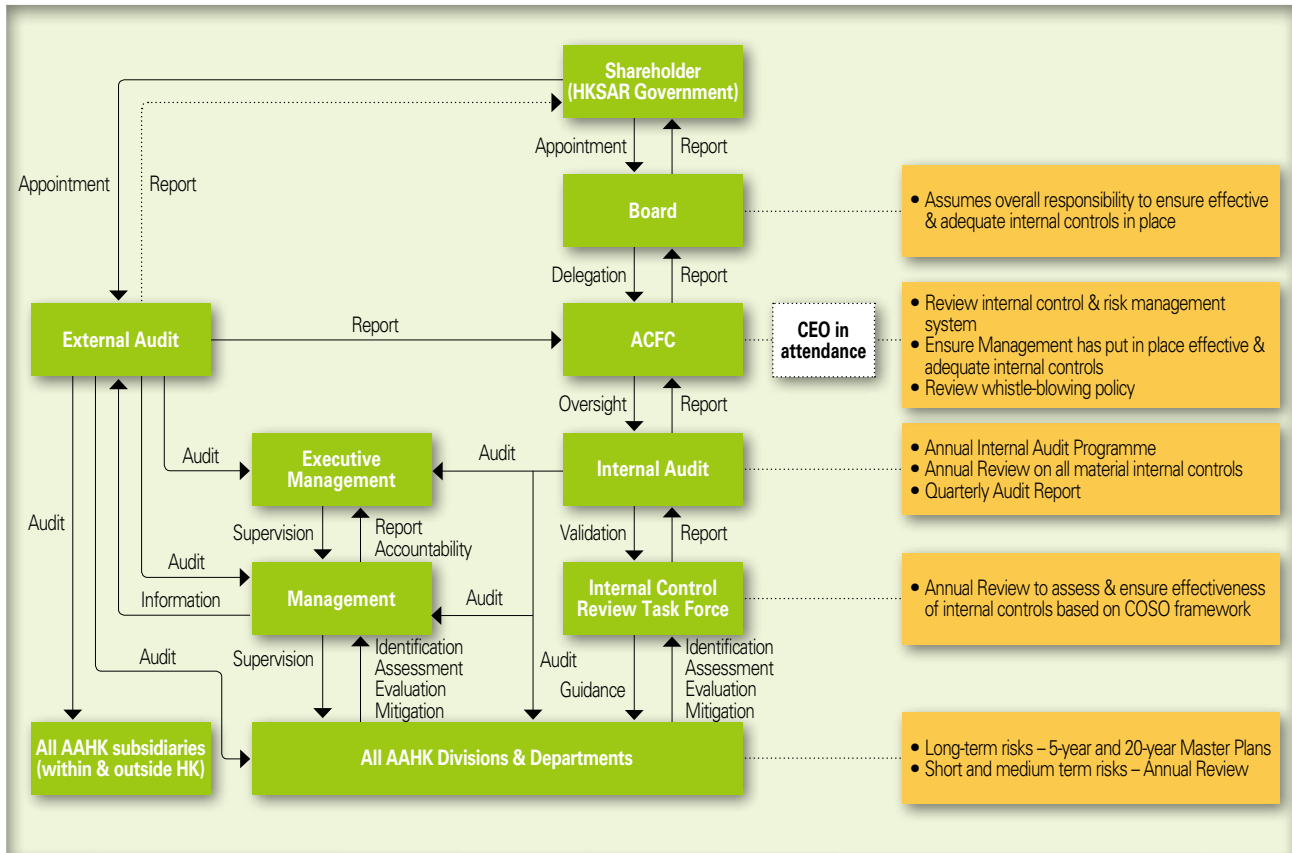 Shareholder
(HKSAR Government)
Appointment
Report
Appointment
Report
Board
• Assumes overall responsibility to ensure effective
& adequate internal controls in place
Delegation
Report
External Audit
Report
ACFC
CEO in
attendance
• Review internal control & risk management
system
• Ensure Management has put in place effective &
adequate internal controls
• Review whistle-blowing policy
Oversight
Report
Audit
Executive
Management
Audit
Internal Audit
• Annual Internal Audit Programme
• Annual Review on all material internal controls
• Quarterly Audit Report
Audit
Supervision
Report
Accountability
Validation
Report
Audit
Information
Management
Audit
Internal Control
Review Task Force
• Annual Review to assess & ensure effectiveness
of internal controls based on COSO framework
Audit
Supervision
Identification
Assessment
Evaluation
Mitigation
Audit
Guidance
Identification
Assessment
Evaluation
Mitigation
All AAHK subsidiaries
(within & outside HK)
All AAHK Divisions & Departments
• Long-term risks – 5-year and 20-year Master Plans
• Short and medium term risks – Annual Review